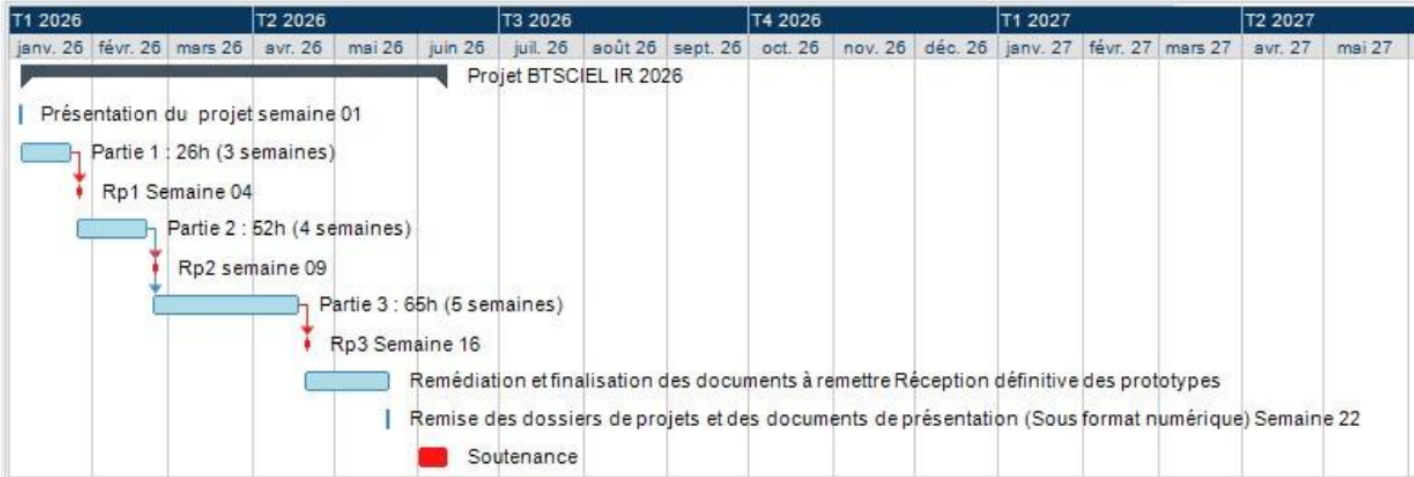 T1 2026 T2 2026 T3 2026 T4 2026 T1 2027 T2 2027
janv. 26 févr. 26 mars 26 avr. 26 mai 26 juin 26 juil. 26 août 26 sept. 26 oct. 26 nov. 26 déc. 26 janv. 27 févr. 27 mars 27 avr. 27 mai 27
Projet BTSCIEL IR 2026
Présentation du projet semaine 01
Partie 1 : 26h (3 semaines)
Rp1 Semaine 04
Partie 2 : 52h (4 semaines)
Rp2 semaine 09
Partie 3 : 65h (5 semaines)
Rp3 Semaine 16
Remédiation et finalisation des documents à remettre Réception définitive des prototypes
Remise des dossiers de projets et des documents de présentation (Sous format numérique) Semaine 22
Soutenance